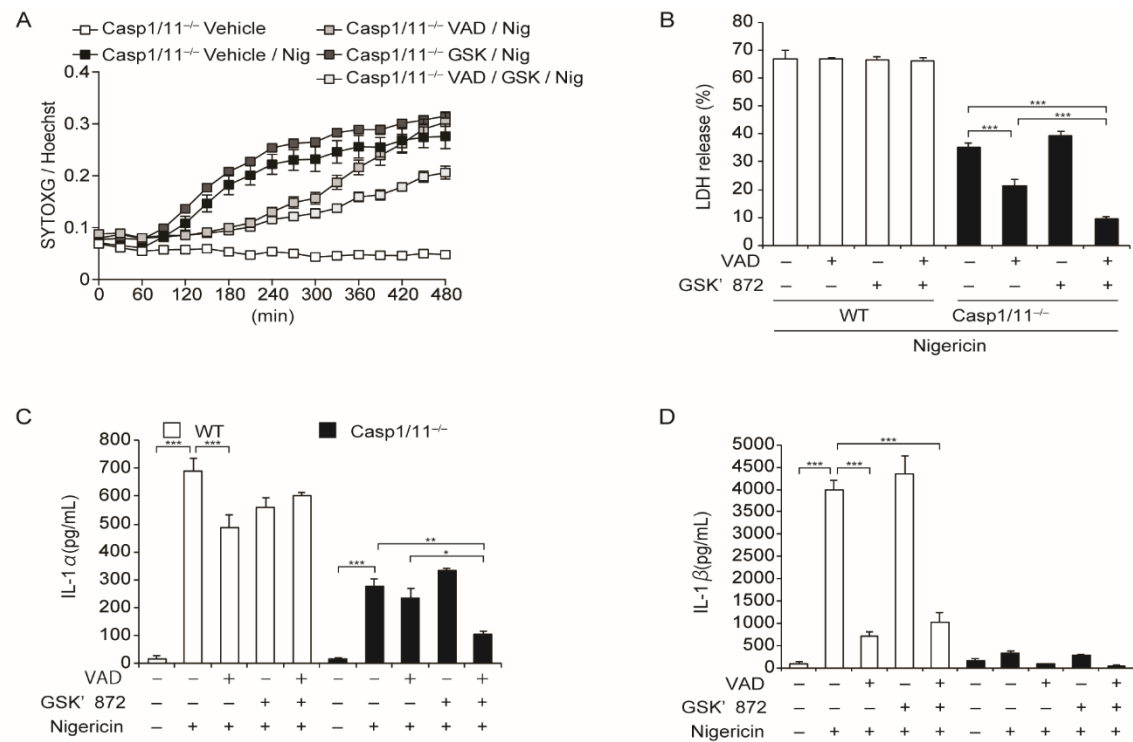 A
Casp1/11−/− Vehicle
Casp1/11−/− VAD / Nig
Casp1/11−/− Vehicle / Nig
Casp1/11−/− GSK / Nig
Casp1/11−/− VAD / GSK / Nig
SYTOXG / Hoechst
0.4
0.3
0.2
0.1
0
0 60 120 180 240 300 360 420 480
(min)
B
LDH release (%)
80
70
60
50
40
30
20
10
0
***
***
*** 
VAD − + − + − + − +
GSK' 872 − − + + − − + +
WT Casp1/11−/−
Nigericin
C
WT Casp1/11−/−
IL-1 α(pg/mL)
800
700
600
500
400
300
200
100
0
*** ***
**
*
***
VAD − − + − + − − + − +
GSK' 872 − − − + + − − − + +
Nigericin − + + + + − + + + +
D
IL-1 β(pg/mL)
5000
4500
4000
3500
3000
2500
2000
1500
1000
500
0
***
*** ***
VAD − − + − + − − + − +
GSK' 872 − − − + + − − − + +
Nigericin − + + + + − + + + +